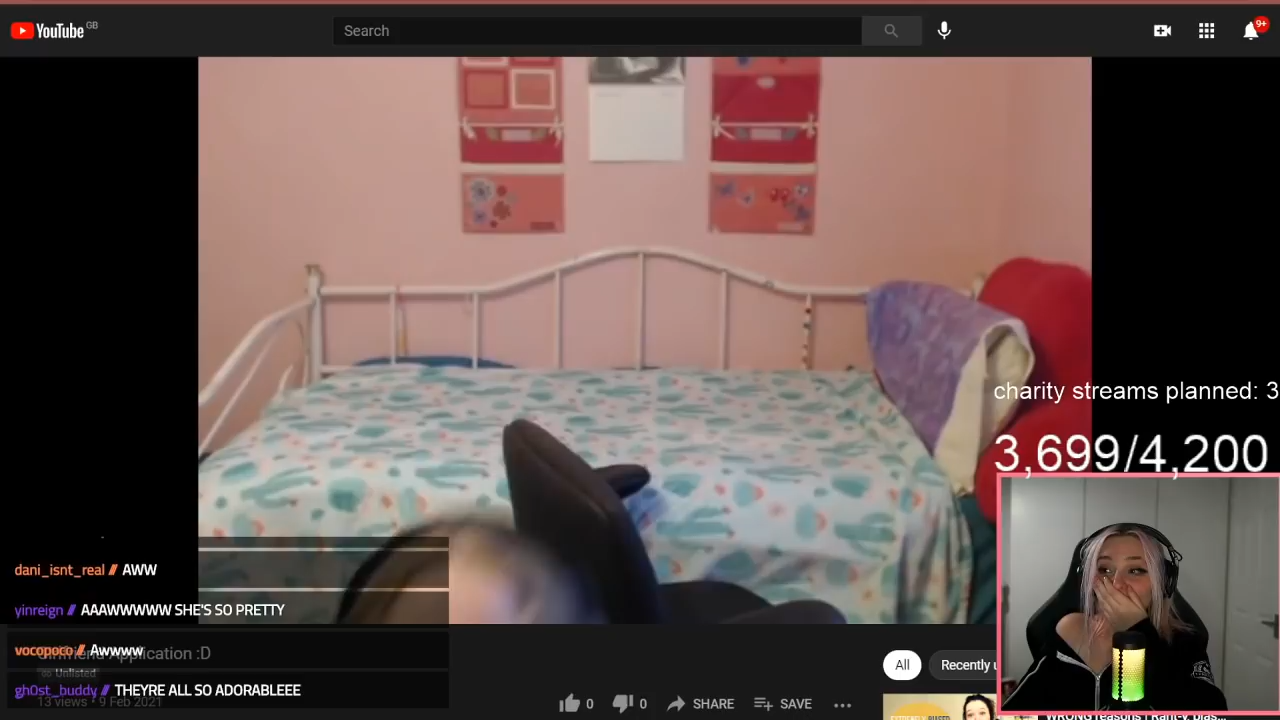 YouTube GB
Search
9+
charity streams planned: 3
3,699/4,200
dani_isnt_real // AWW
yinreign // AAAWWWWW SHE'S SO PRETTY
vocopoco // Awwww
Girlfriend Application :D
Unlisted
gh0st_buddy // THEYRE ALL SO ADORABLEEE
13 views • 9 Feb 2021
0
0
SHARE
SAVE
All
Recently u
WRONG reasons |